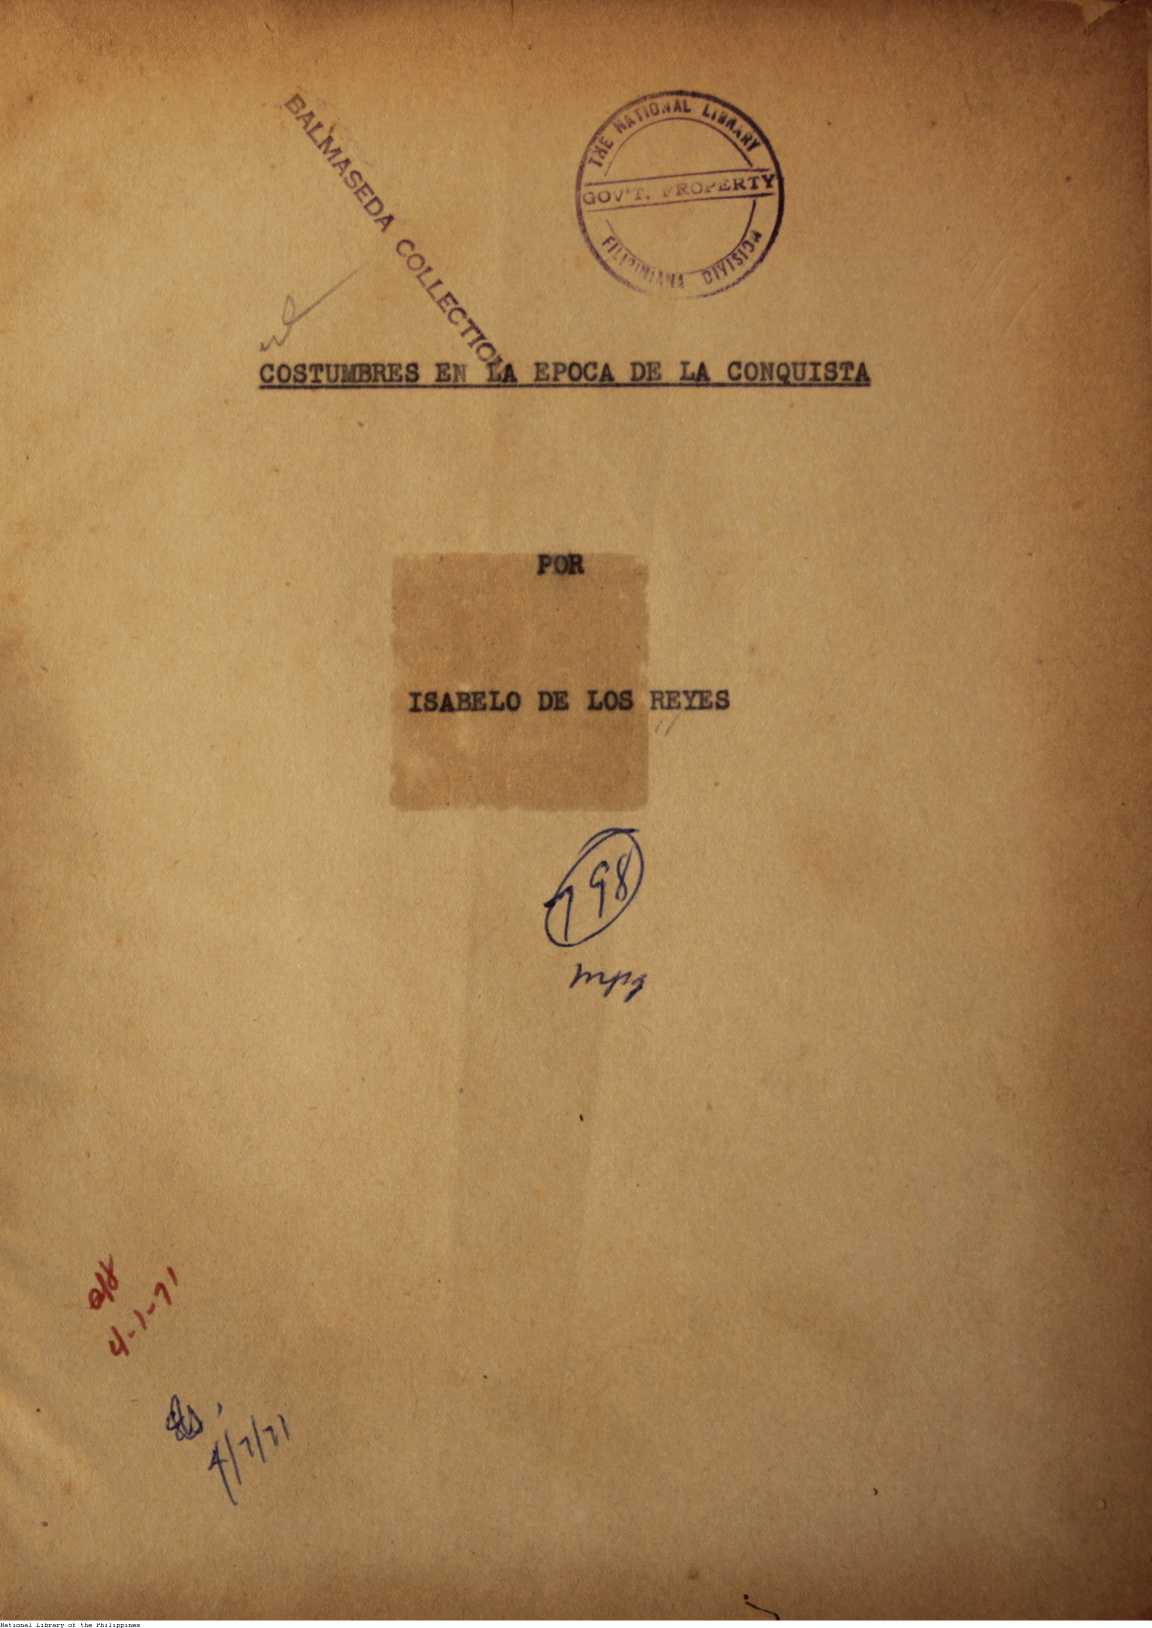 BALMASEDA COLLECTION
THE NATIONAL LIBRARY
GOV'T. PROPERTY
FILIPINIANA DIVISION
COSTUMBRES EN LA EPOCA DE LA CONQUISTA
POR
ISABELO DE LOS REYES
798
mpg
4-1-71
4/7/71
National Library of the Philippines